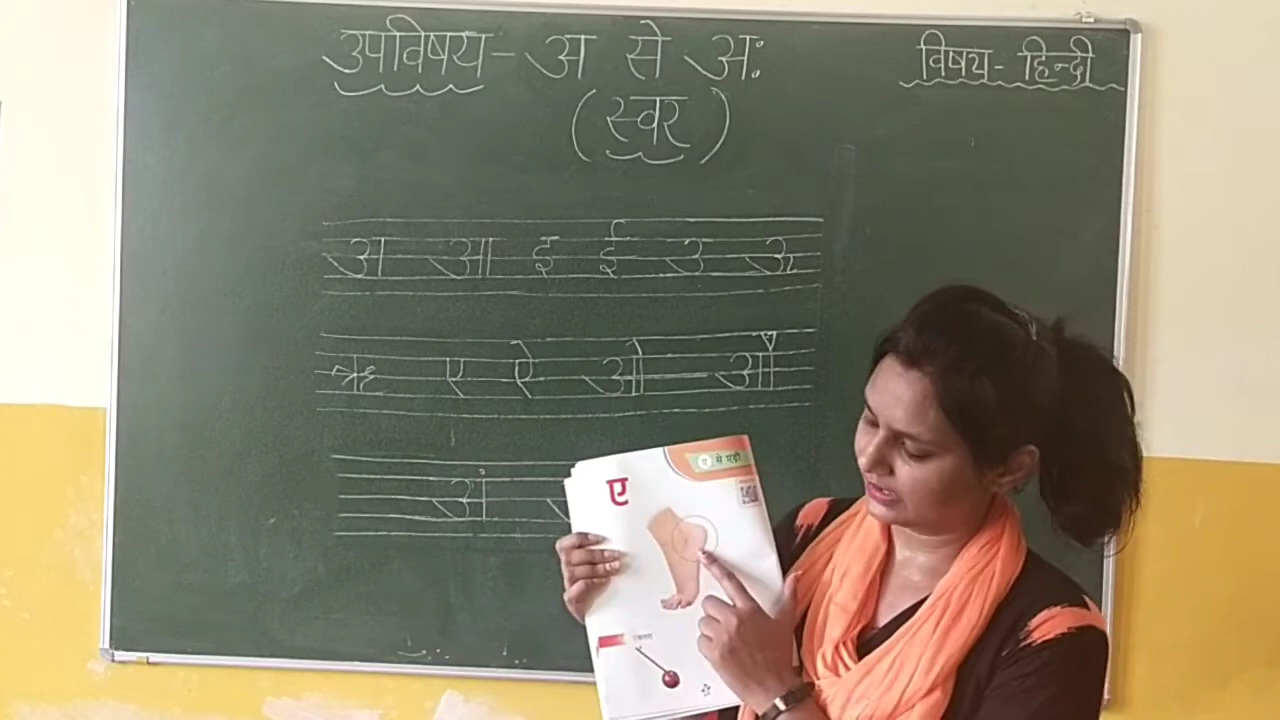 उपविषय - अ से अः
विषय - हिन्दी
(स्वर)
अ आ इ ई उ ऊ
ऋ ए ऐ ओ औ
अं
ए से एड़ी
ए